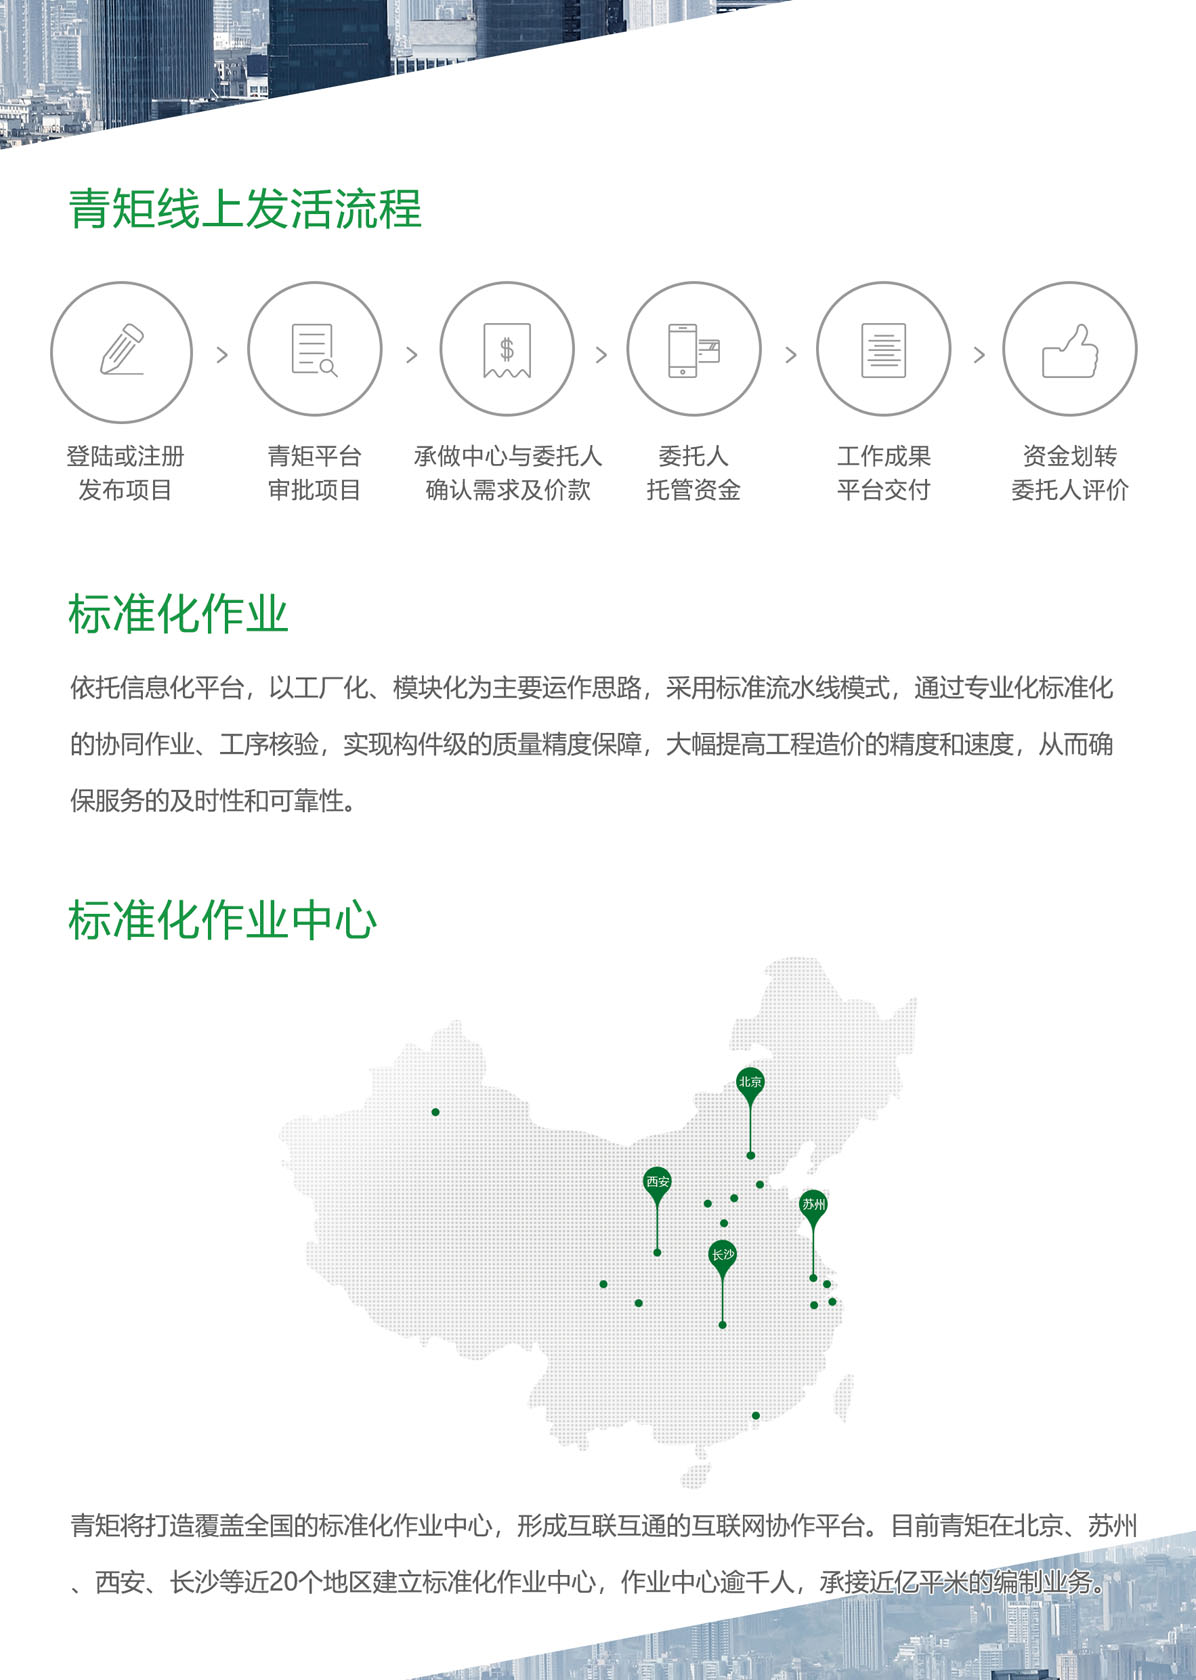 青矩线上发活流程
登陆或注册
发布项目
青矩平台
审批项目
承做中心与委托人
确认需求及价款
委托人
托管资金
工作成果
平台交付
资金划转
委托人评价
标准化作业
依托信息化平台，以工厂化、模块化为主要运作思路，采用标准流水线模式，通过专业化标准化
的协同作业、工序核验，实现构件级的质量精度保障，大幅提高工程造价的精度和速度，从而确
保服务的及时性和可靠性。
标准化作业中心
北京
西安
苏州
长沙
青矩将打造覆盖全国的标准化作业中心，形成互联互通的互联网协作平台。目前青矩在北京、苏州
、西安、长沙等近20个地区建立标准化作业中心，作业中心逾千人，承接近亿平米的编制业务。